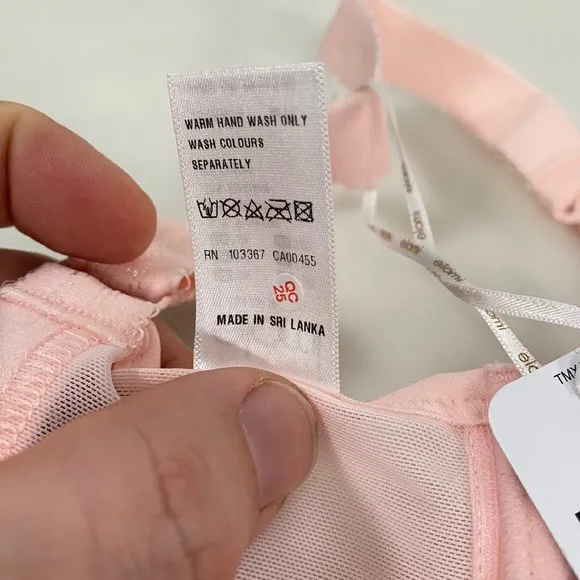 WARM HAND WASH ONLY
WASH COLOURS
SEPARATELY
RN 103367 CA00455
QC
25
MADE IN SRI LANKA
elomi
elomi
elomi
TMY